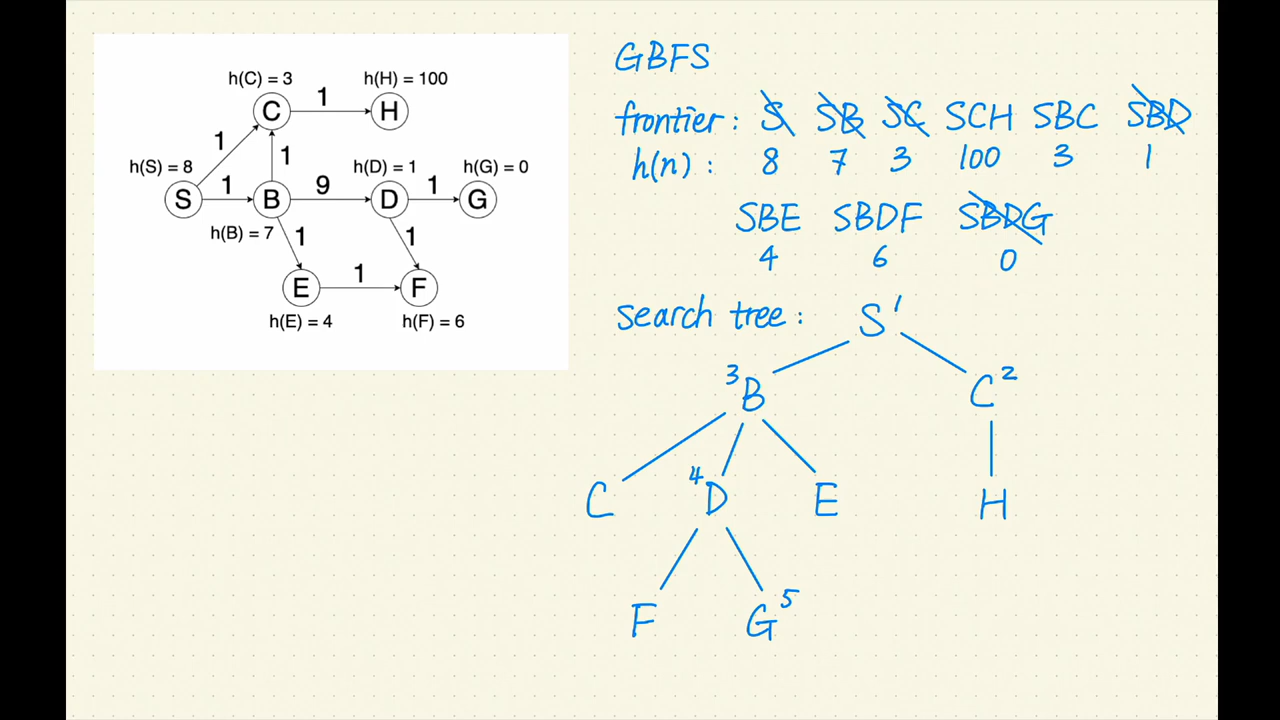 h(C) = 3 h(H) = 100
C 1 H
1 1
h(S) = 8 h(D) = 1 h(G) = 0
S 1 B 9 D 1 G
h(B) = 7 1 1
E 1 F
h(E) = 4 h(F) = 6
GBFS
frontier: S SB SC SCH SBC SBD
h(n): 8 7 3 100 3 1
SBE SBDF SBDG
4 6 0
search tree: S 1
3 B C 2
C 4 D E H
F G 5